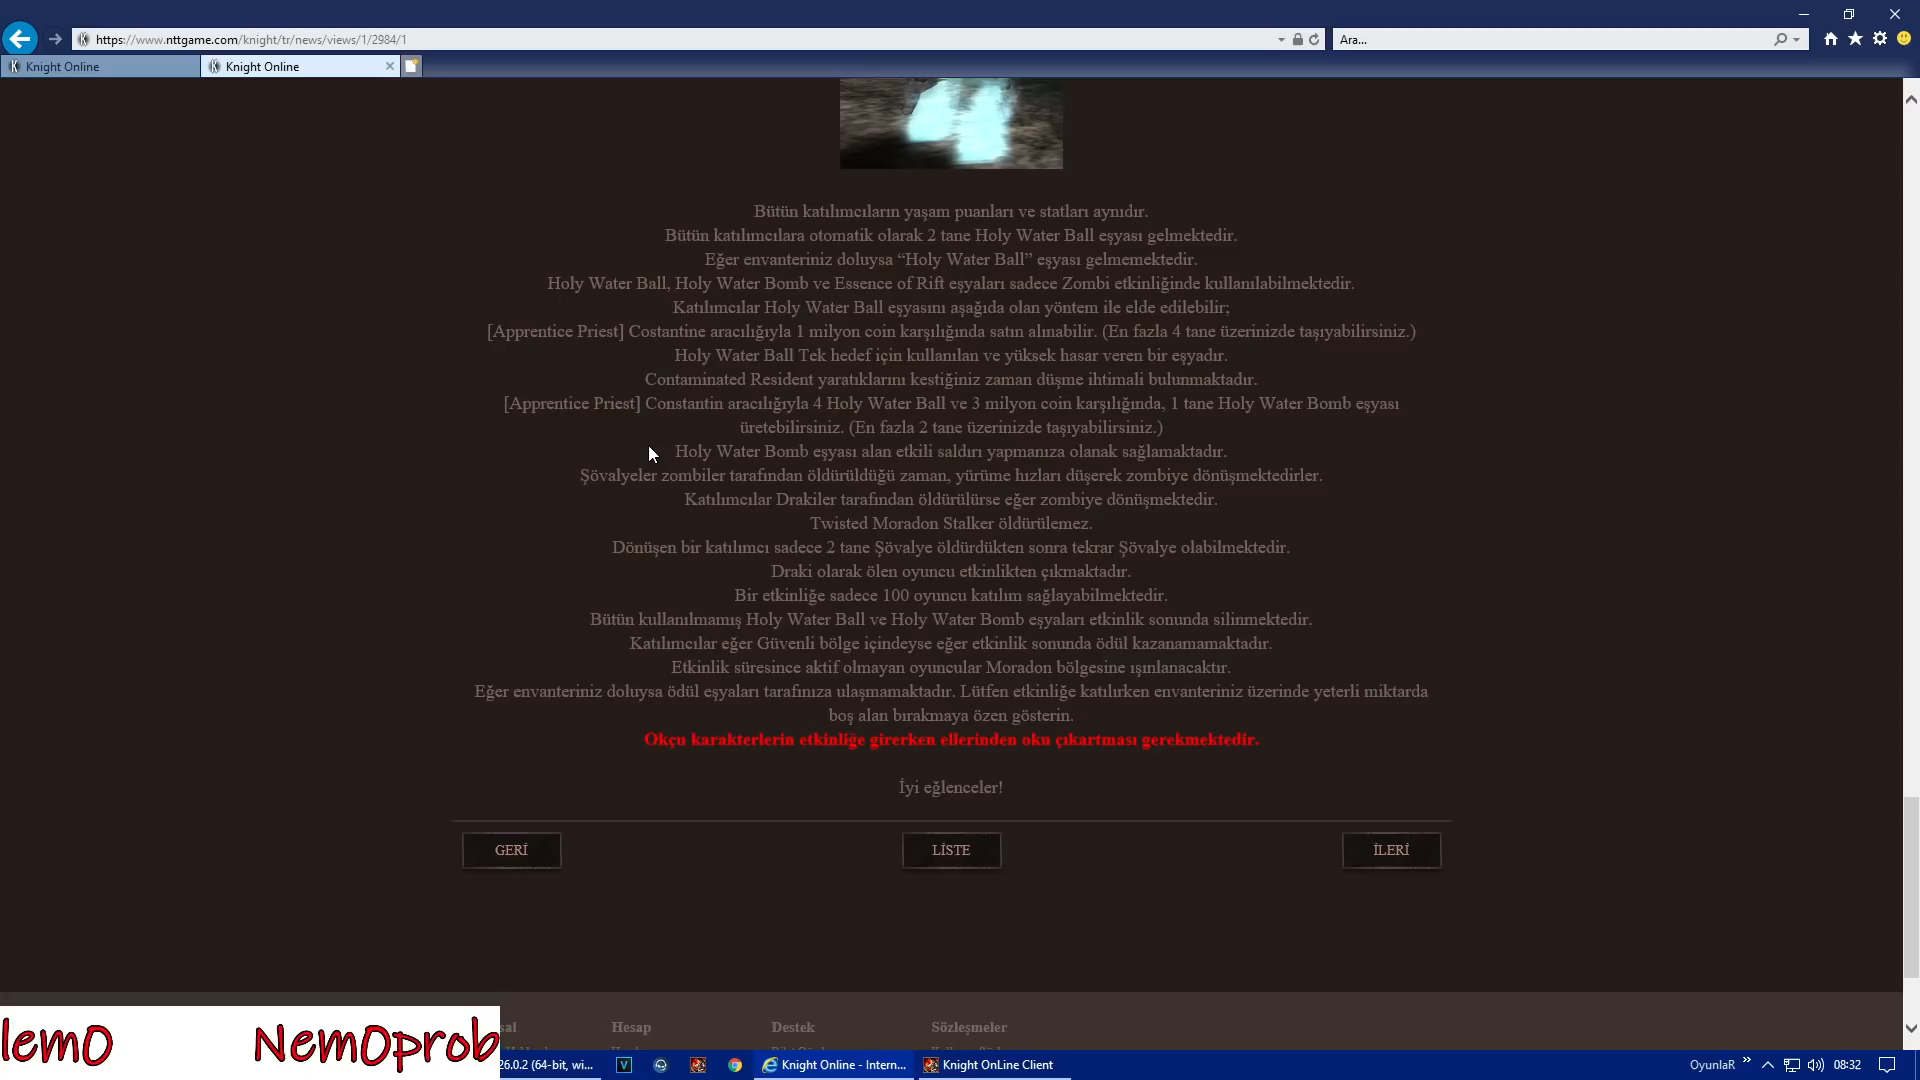 https://www.nttgame.com/knight/tr/news/views/1/2984/1
Ara...
Knight Online
Knight Online
Bütün katılımcıların yaşam puanları ve statları aynıdır.
Bütün katılımcılara otomatik olarak 2 tane Holy Water Ball eşyası gelmektedir.
Eğer envanteriniz doluysa “Holy Water Ball” eşyası gelmemektedir.
Holy Water Ball, Holy Water Bomb ve Essence of Rift eşyaları sadece Zombi etkinliğinde kullanılabilmektedir.
Katılımcılar Holy Water Ball eşyasını aşağıda olan yöntem ile elde edilebilir;
[Apprentice Priest] Costantine aracılığıyla 1 milyon coin karşılığında satın alınabilir. (En fazla 4 tane üzerinizde taşıyabilirsiniz.)
Holy Water Ball Tek hedef için kullanılan ve yüksek hasar veren bir eşyadır.
Contaminated Resident yaratıklarını kestiğiniz zaman düşme ihtimali bulunmaktadır.
[Apprentice Priest] Constantin aracılığıyla 4 Holy Water Ball ve 3 milyon coin karşılığında, 1 tane Holy Water Bomb eşyası
üretebilirsiniz. (En fazla 2 tane üzerinizde taşıyabilirsiniz.)
Holy Water Bomb eşyası alan etkili saldırı yapmanıza olanak sağlamaktadır.
Şövalyeler zombiler tarafından öldürüldüğü zaman, yürüme hızları düşerek zombiye dönüşmektedirler.
Katılımcılar Drakiler tarafından öldürülürse eğer zombiye dönüşmektedir.
Twisted Moradon Stalker öldürülemez.
Dönüşen bir katılımcı sadece 2 tane Şövalye öldürdükten sonra tekrar Şövalye olabilmektedir.
Draki olarak ölen oyuncu etkinlikten çıkmaktadır.
Bir etkinliğe sadece 100 oyuncu katılım sağlayabilmektedir.
Bütün kullanılmamış Holy Water Ball ve Holy Water Bomb eşyaları etkinlik sonunda silinmektedir.
Katılımcılar eğer Güvenli bölge içindeyse eğer etkinlik sonunda ödül kazanamamaktadır.
Etkinlik süresince aktif olmayan oyuncular Moradon bölgesine ışınlanacaktır.
Eğer envanteriniz doluysa ödül eşyaları tarafınıza ulaşmamaktadır. Lütfen etkinliğe katılırken envanteriniz üzerinde yeterli miktarda
boş alan bırakmaya özen gösterin.
Okçu karakterlerin etkinliğe girerken ellerinden oku çıkartması gerekmektedir.
İyi eğlenceler!
GERİ
LİSTE
İLERİ
sal
Hesap
Destek
Sözleşmeler
lemO
NemOprob
26.0.2 (64-bit, wi...
Knight Online - Intern...
Knight OnLine Client
OyunlaR
08:32